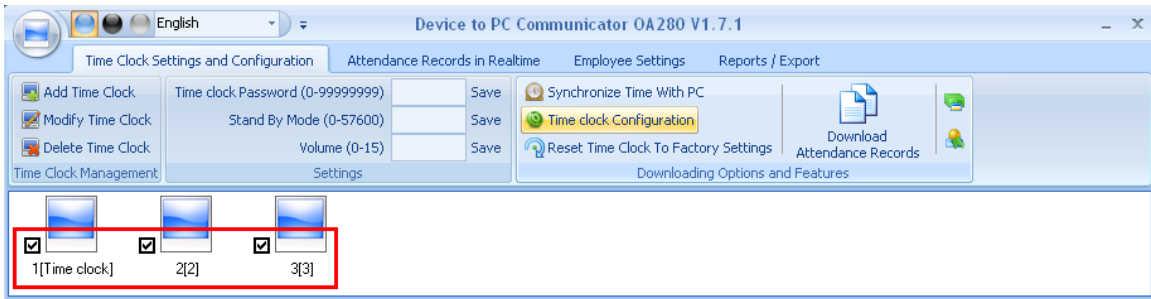 English
Device to PC Communicator OA280 V1.7.1
Time Clock Settings and Configuration
Attendance Records in Realtime
Employee Settings
Reports / Export
Add Time Clock
Modify Time Clock
Delete Time Clock
Time Clock Management
Time clock Password (0-99999999)
Save
Stand By Mode (0-57600)
Save
Volume (0-15)
Save
Settings
Synchronize Time With PC
Time clock Configuration
Reset Time Clock To Factory Settings
Download
Attendance Records
Downloading Options and Features
1[Time clock]
2[2]
3[3]